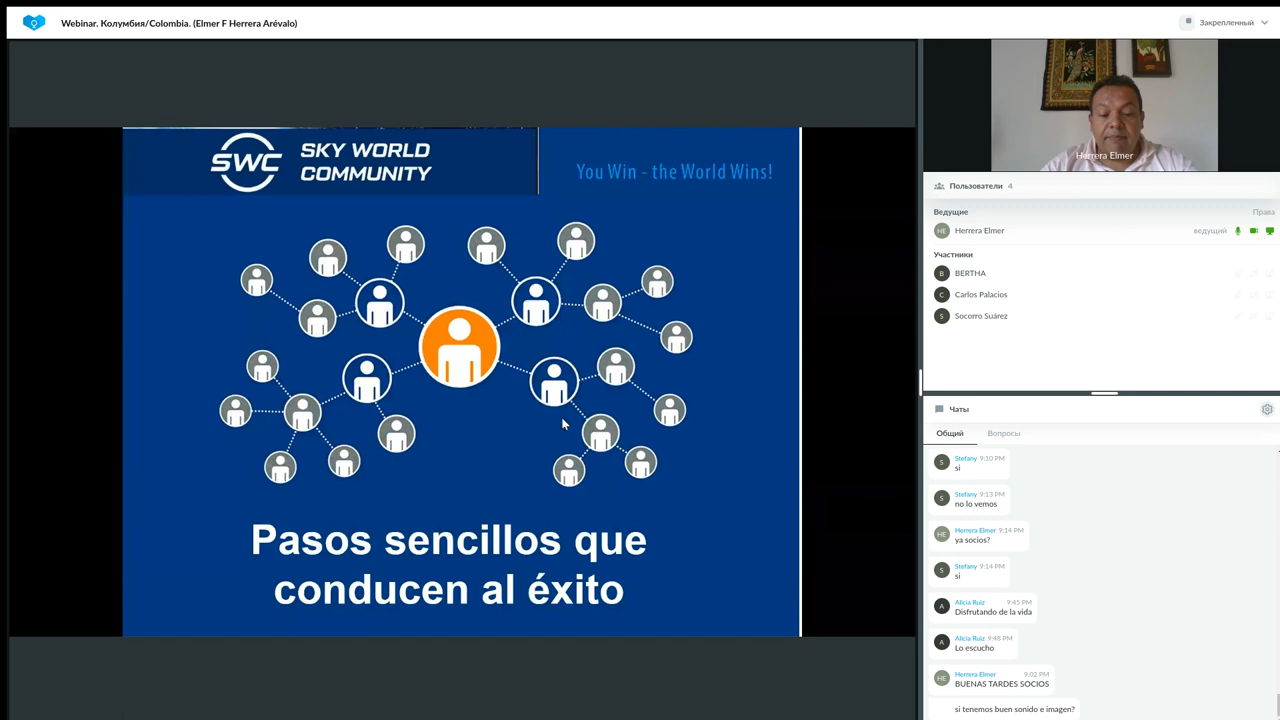 Webinar. Колумбия/Colombia. (Elmer F Herrera Arévalo)
Закрепленный
SWC
SKY WORLD
COMMUNITY
You Win - the World Wins!
Pasos sencillos que
conducen al éxito
Herrera Elmer
Пользователи 4
Ведущие Права
HE Herrera Elmer ведущий
Участники
B BERTHA
C Carlos Palacios
S Socorro Suárez
Чаты
Общий Вопросы
S Stefany 9:10 PM
si
S Stefany 9:13 PM
no lo vemos
HE Herrera Elmer 9:14 PM
ya socios?
S Stefany 9:14 PM
si
A Alicia Ruiz 9:45 PM
Disfrutando de la vida
A Alicia Ruiz 9:48 PM
Lo escucho
HE Herrera Elmer 9:02 PM
BUENAS TARDES SOCIOS
si tenemos buen sonido e imagen?